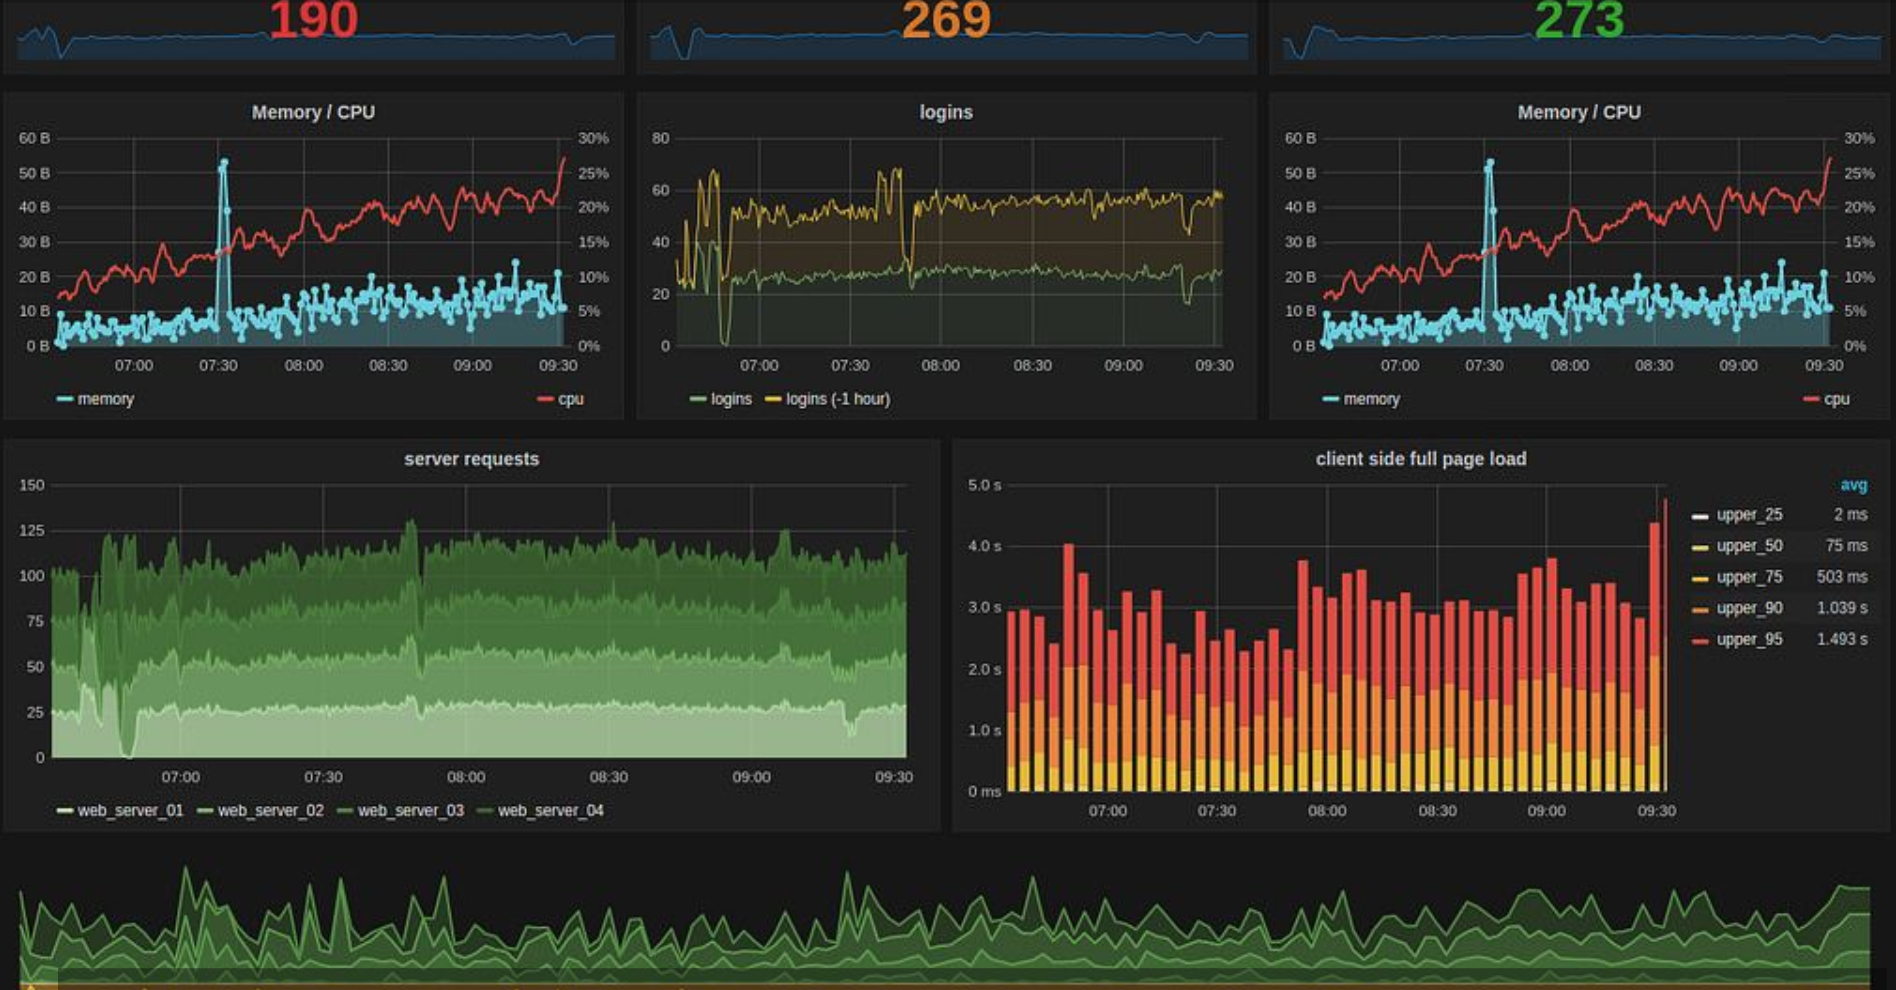 190 269 273
Memory / CPU
60 B
50 B
40 B
30 B
20 B
10 B
0 B
30%
25%
20%
15%
10%
5%
0%
07:00 07:30 08:00 08:30 09:00 09:30
memory cpu
logins
80
60
40
20
0
07:00 07:30 08:00 08:30 09:00 09:30
logins logins (-1 hour)
Memory / CPU
60 B
50 B
40 B
30 B
20 B
10 B
0 B
30%
25%
20%
15%
10%
5%
0%
07:00 07:30 08:00 08:30 09:00 09:30
memory cpu
server requests
150
125
100
75
50
25
0
07:00 07:30 08:00 08:30 09:00 09:30
web_server_01 web_server_02 web_server_03 web_server_04
client side full page load
5.0 s
4.0 s
3.0 s
2.0 s
1.0 s
0 ms
07:00 07:30 08:00 08:30 09:00 09:30
avg
upper_25 2 ms
upper_50 75 ms
upper_75 503 ms
upper_90 1.039 s
upper_95 1.493 s